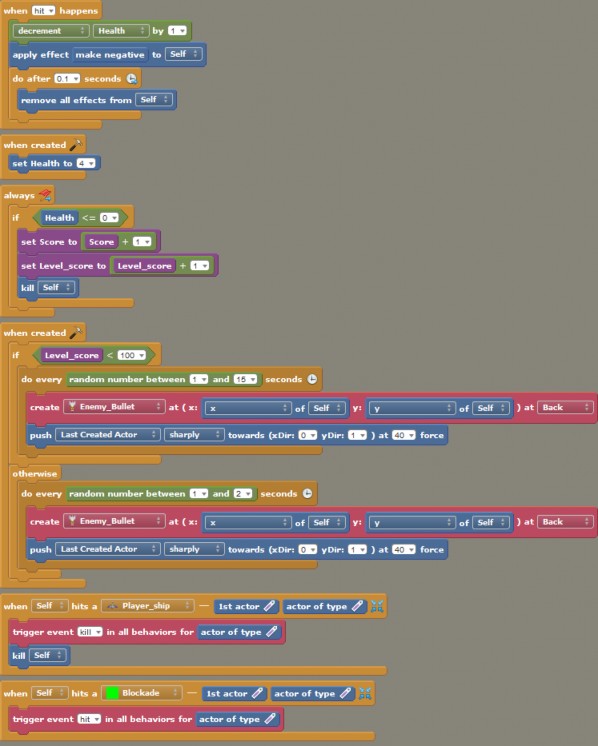 when hit happens
decrement Health by 1
apply effect make negative to Self
do after 0.1 seconds
remove all effects from Self
when created
set Health to 4
always
if Health <= 0
set Score to Score + 1
set Level_score to Level_score + 1
kill Self
when created
if Level_score < 100
do every random number between 1 and 15 seconds
create Enemy_Bullet at ( x: x of Self y: y of Self ) at Back
push Last Created Actor sharply towards (xDir: 0 yDir: 1 ) at 40 force
otherwise
do every random number between 1 and 2 seconds
create Enemy_Bullet at ( x: x of Self y: y of Self ) at Back
push Last Created Actor sharply towards (xDir: 0 yDir: 1 ) at 40 force
when Self hits a Player_ship — 1st actor actor of type
trigger event kill in all behaviors for actor of type
kill Self
when Self hits a Blockade — 1st actor actor of type
trigger event hit in all behaviors for actor of type